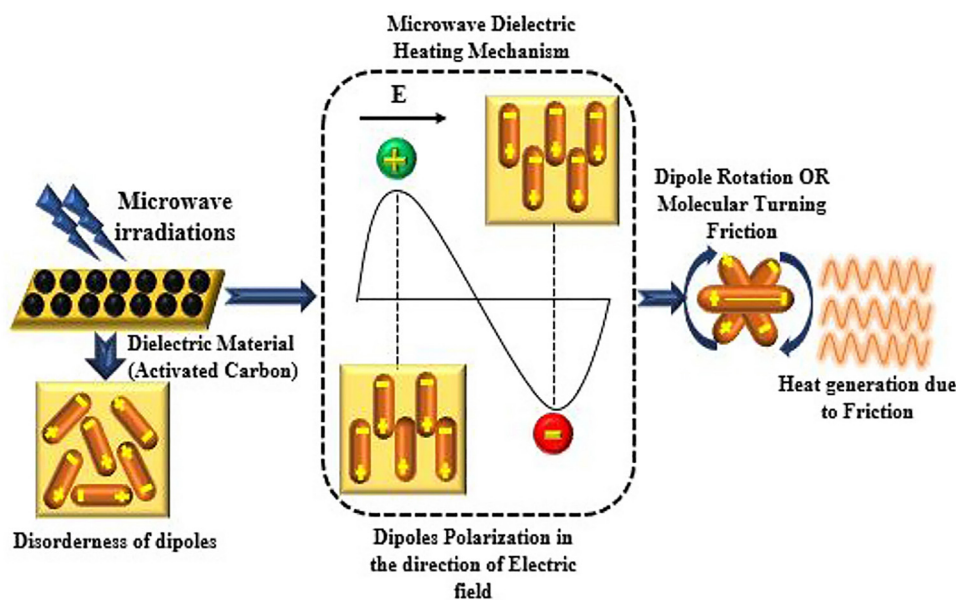 Microwave Dielectric
Heating Mechanism
E
Microwave
irradiations
Dielectric Material
(Activated Carbon)
Disorderness of dipoles
Dipoles Polarization in
the direction of Electric
field
Dipole Rotation OR
Molecular Turning
Friction
Heat generation due
to Friction